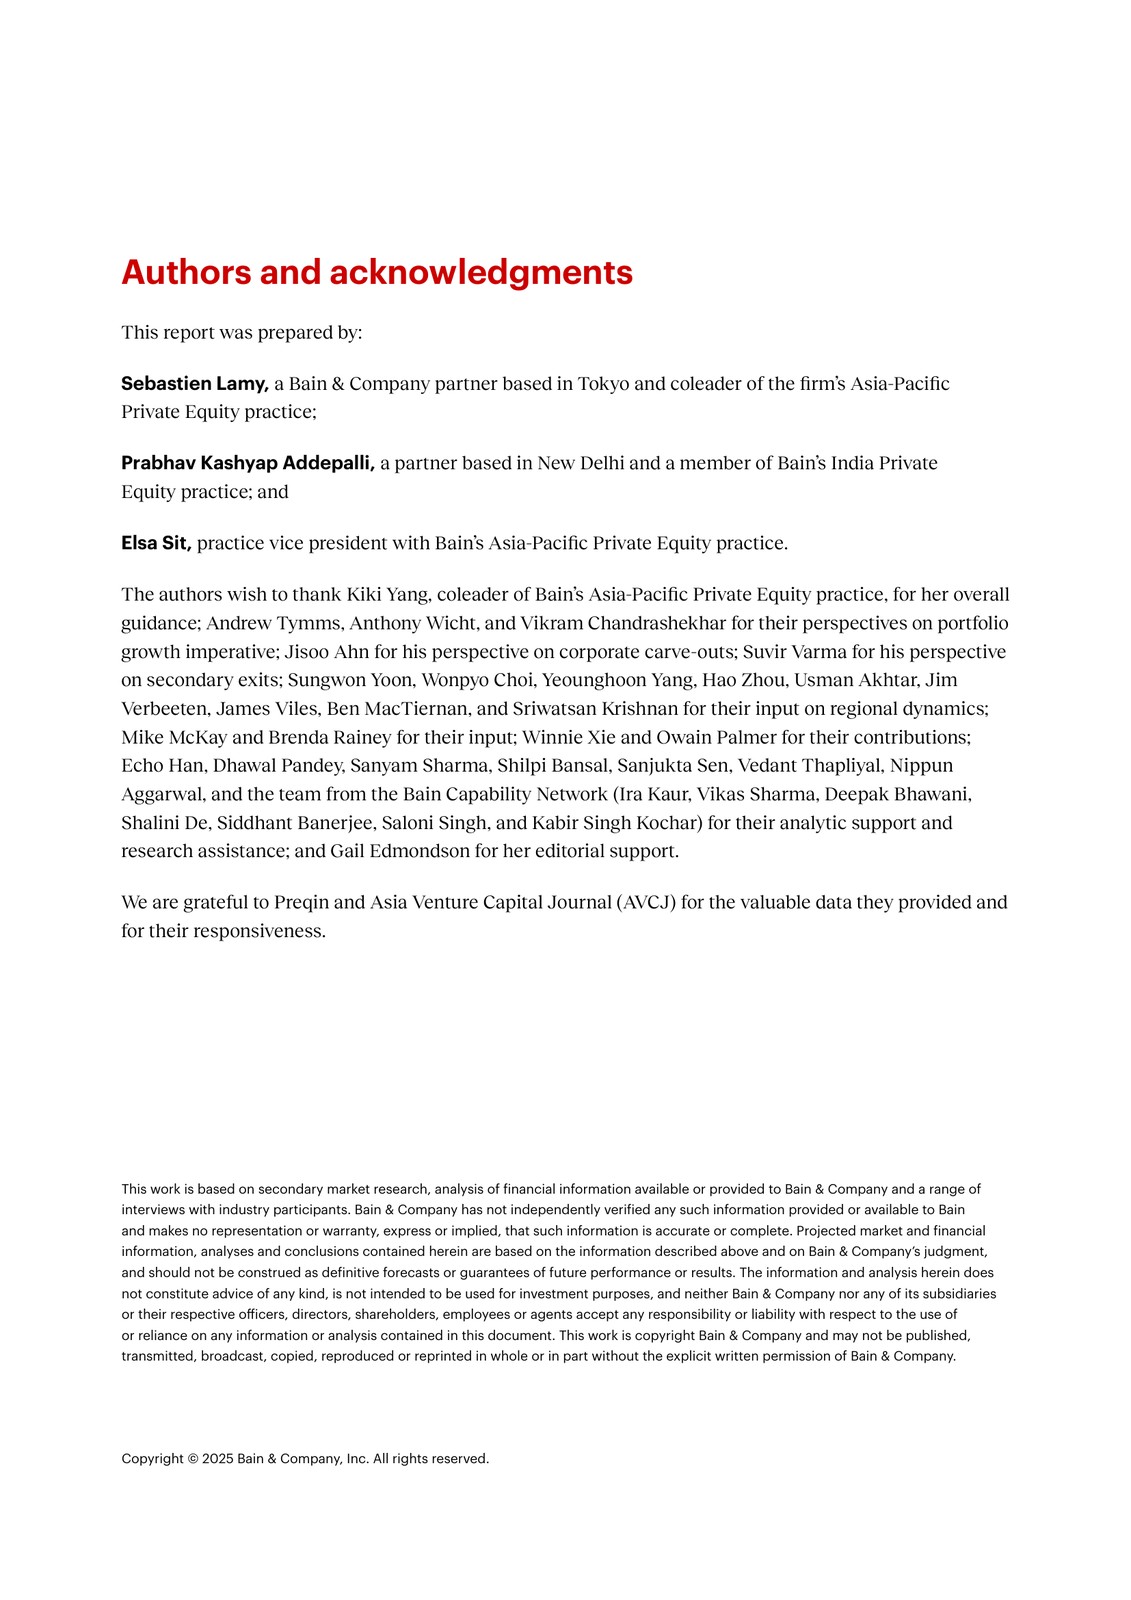 Authors and acknowledgments
This report was prepared by:
Sebastien Lamy, a Bain & Company partner based in Tokyo and coleader of the firm’s Asia-Pacific
Private Equity practice;
Prabhav Kashyap Addepalli, a partner based in New Delhi and a member of Bain’s India Private
Equity practice; and
Elsa Sit, practice vice president with Bain’s Asia-Pacific Private Equity practice.
The authors wish to thank Kiki Yang, coleader of Bain’s Asia-Pacific Private Equity practice, for her overall
guidance; Andrew Tymms, Anthony Wicht, and Vikram Chandrashekhar for their perspectives on portfolio
growth imperative; Jisoo Ahn for his perspective on corporate carve-outs; Suvir Varma for his perspective
on secondary exits; Sungwon Yoon, Wonpyo Choi, Yeounghoon Yang, Hao Zhou, Usman Akhtar, Jim
Verbeeten, James Viles, Ben MacTiernan, and Sriwatsan Krishnan for their input on regional dynamics;
Mike McKay and Brenda Rainey for their input; Winnie Xie and Owain Palmer for their contributions;
Echo Han, Dhawal Pandey, Sanyam Sharma, Shilpi Bansal, Sanjukta Sen, Vedant Thapliyal, Nippun
Aggarwal, and the team from the Bain Capability Network (Ira Kaur, Vikas Sharma, Deepak Bhawani,
Shalini De, Siddhant Banerjee, Saloni Singh, and Kabir Singh Kochar) for their analytic support and
research assistance; and Gail Edmondson for her editorial support.
We are grateful to Preqin and Asia Venture Capital Journal (AVCJ) for the valuable data they provided and
for their responsiveness.
This work is based on secondary market research, analysis of financial information available or provided to Bain & Company and a range of
interviews with industry participants. Bain & Company has not independently verified any such information provided or available to Bain
and makes no representation or warranty, express or implied, that such information is accurate or complete. Projected market and financial
information, analyses and conclusions contained herein are based on the information described above and on Bain & Company’s judgment,
and should not be construed as definitive forecasts or guarantees of future performance or results. The information and analysis herein does
not constitute advice of any kind, is not intended to be used for investment purposes, and neither Bain & Company nor any of its subsidiaries
or their respective officers, directors, shareholders, employees or agents accept any responsibility or liability with respect to the use of
or reliance on any information or analysis contained in this document. This work is copyright Bain & Company and may not be published,
transmitted, broadcast, copied, reproduced or reprinted in whole or in part without the explicit written permission of Bain & Company.
Copyright © 2025 Bain & Company, Inc. All rights reserved.